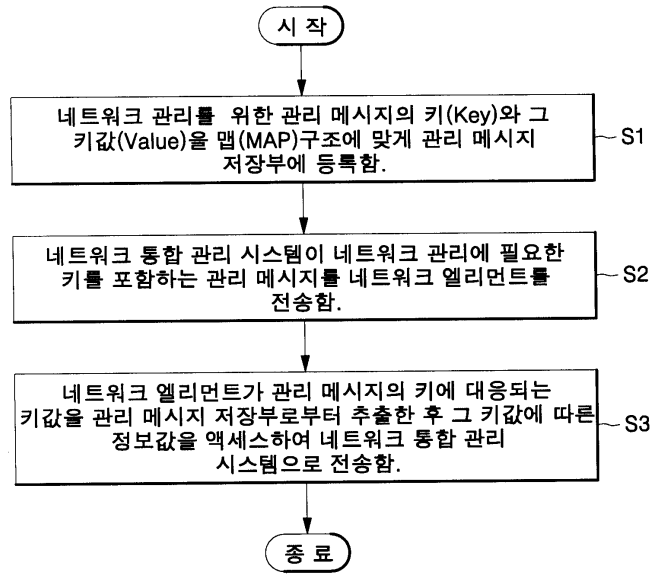 시 작
네트워크 관리를 위한 관리 메시지의 키(Key)와 그
키값(Value)을 맵(MAP)구조에 맞게 관리 메시지
저장부에 등록함.
S1
네트워크 통합 관리 시스템이 네트워크 관리에 필요한
키를 포함하는 관리 메시지를 네트워크 엘리먼트를
전송함.
S2
네트워크 엘리먼트가 관리 메시지의 키에 대응되는
키값을 관리 메시지 저장부로부터 추출한 후 그 키값에 따른
정보값을 액세스하여 네트워크 통합 관리
시스템으로 전송함.
S3
종 료